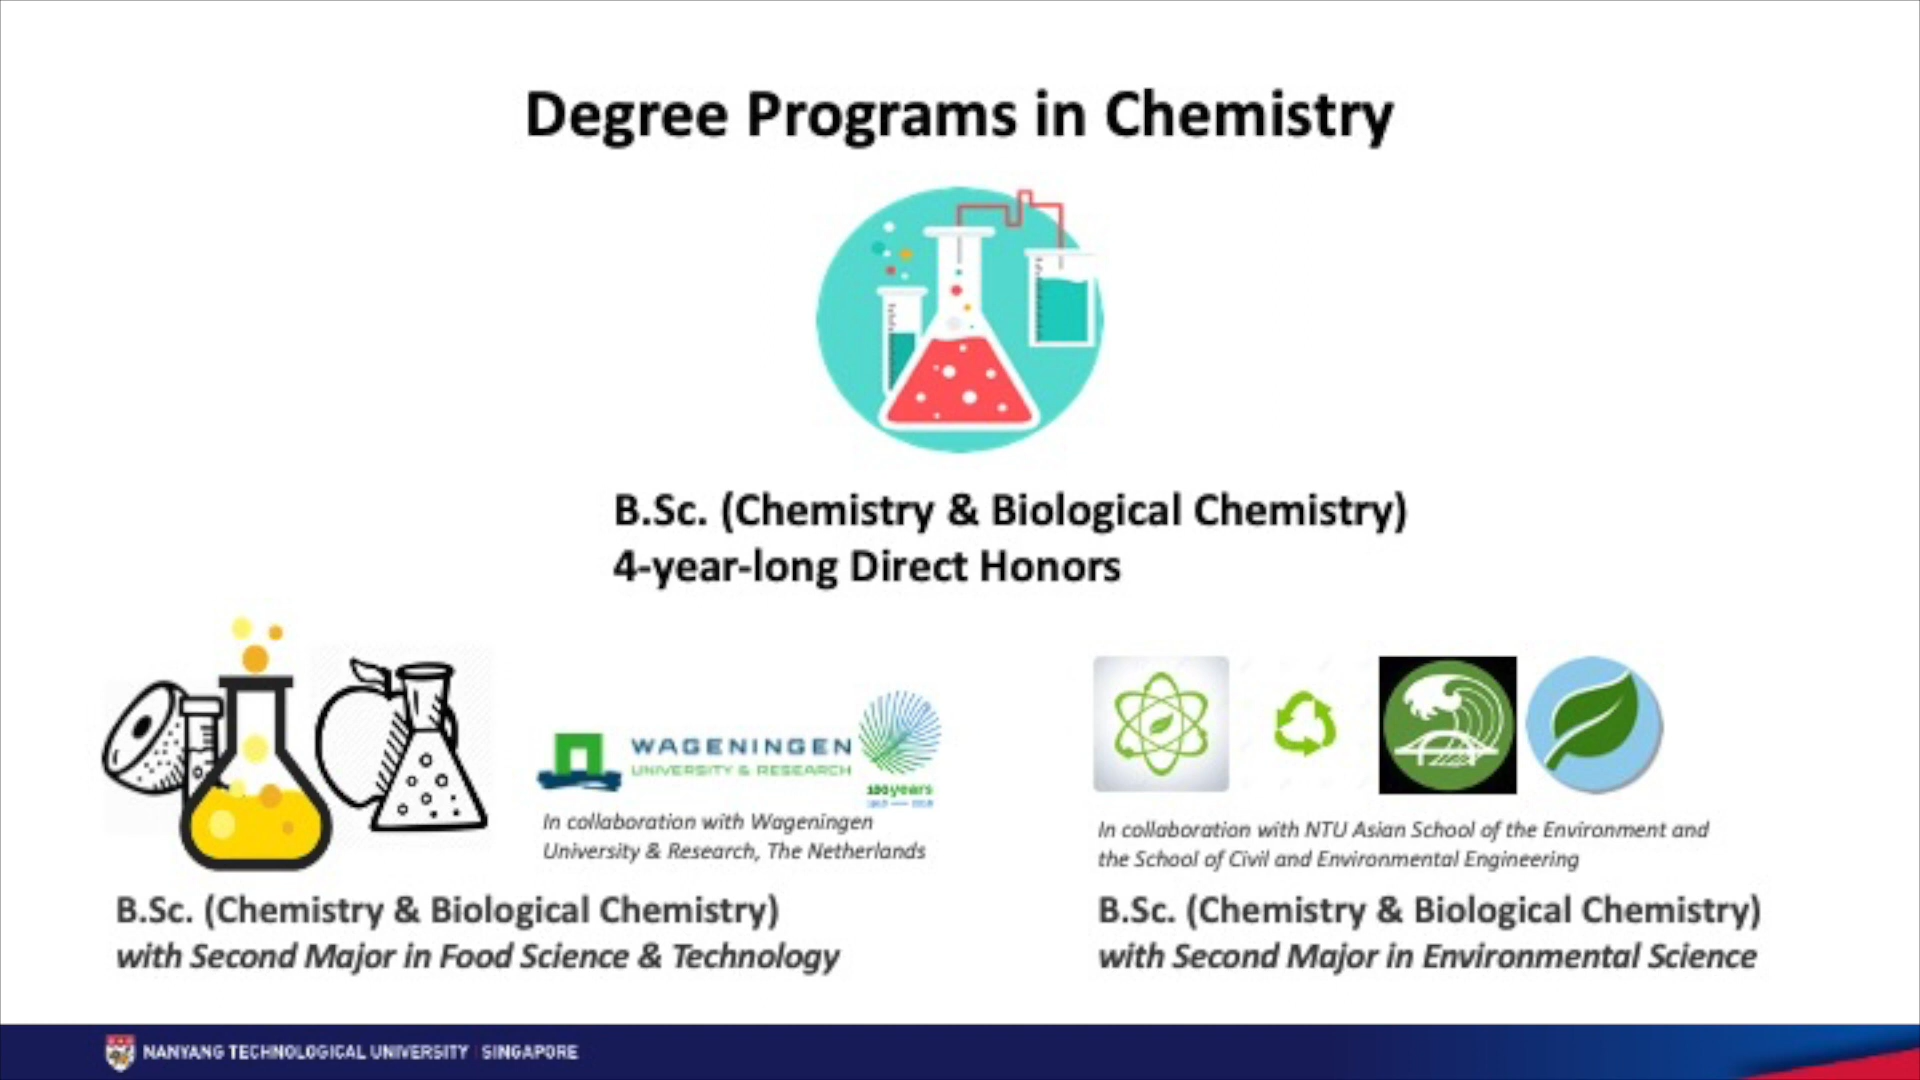 Degree Programs in Chemistry
B.Sc. (Chemistry & Biological Chemistry)
4-year-long Direct Honors
WAGENINGEN
UNIVERSITY & RESEARCH
100years
In collaboration with Wageningen
University & Research, The Netherlands
B.Sc. (Chemistry & Biological Chemistry)
with Second Major in Food Science & Technology
In collaboration with NTU Asian School of the Environment and
the School of Civil and Environmental Engineering
B.Sc. (Chemistry & Biological Chemistry)
with Second Major in Environmental Science
NANYANG TECHNOLOGICAL UNIVERSITY | SINGAPORE